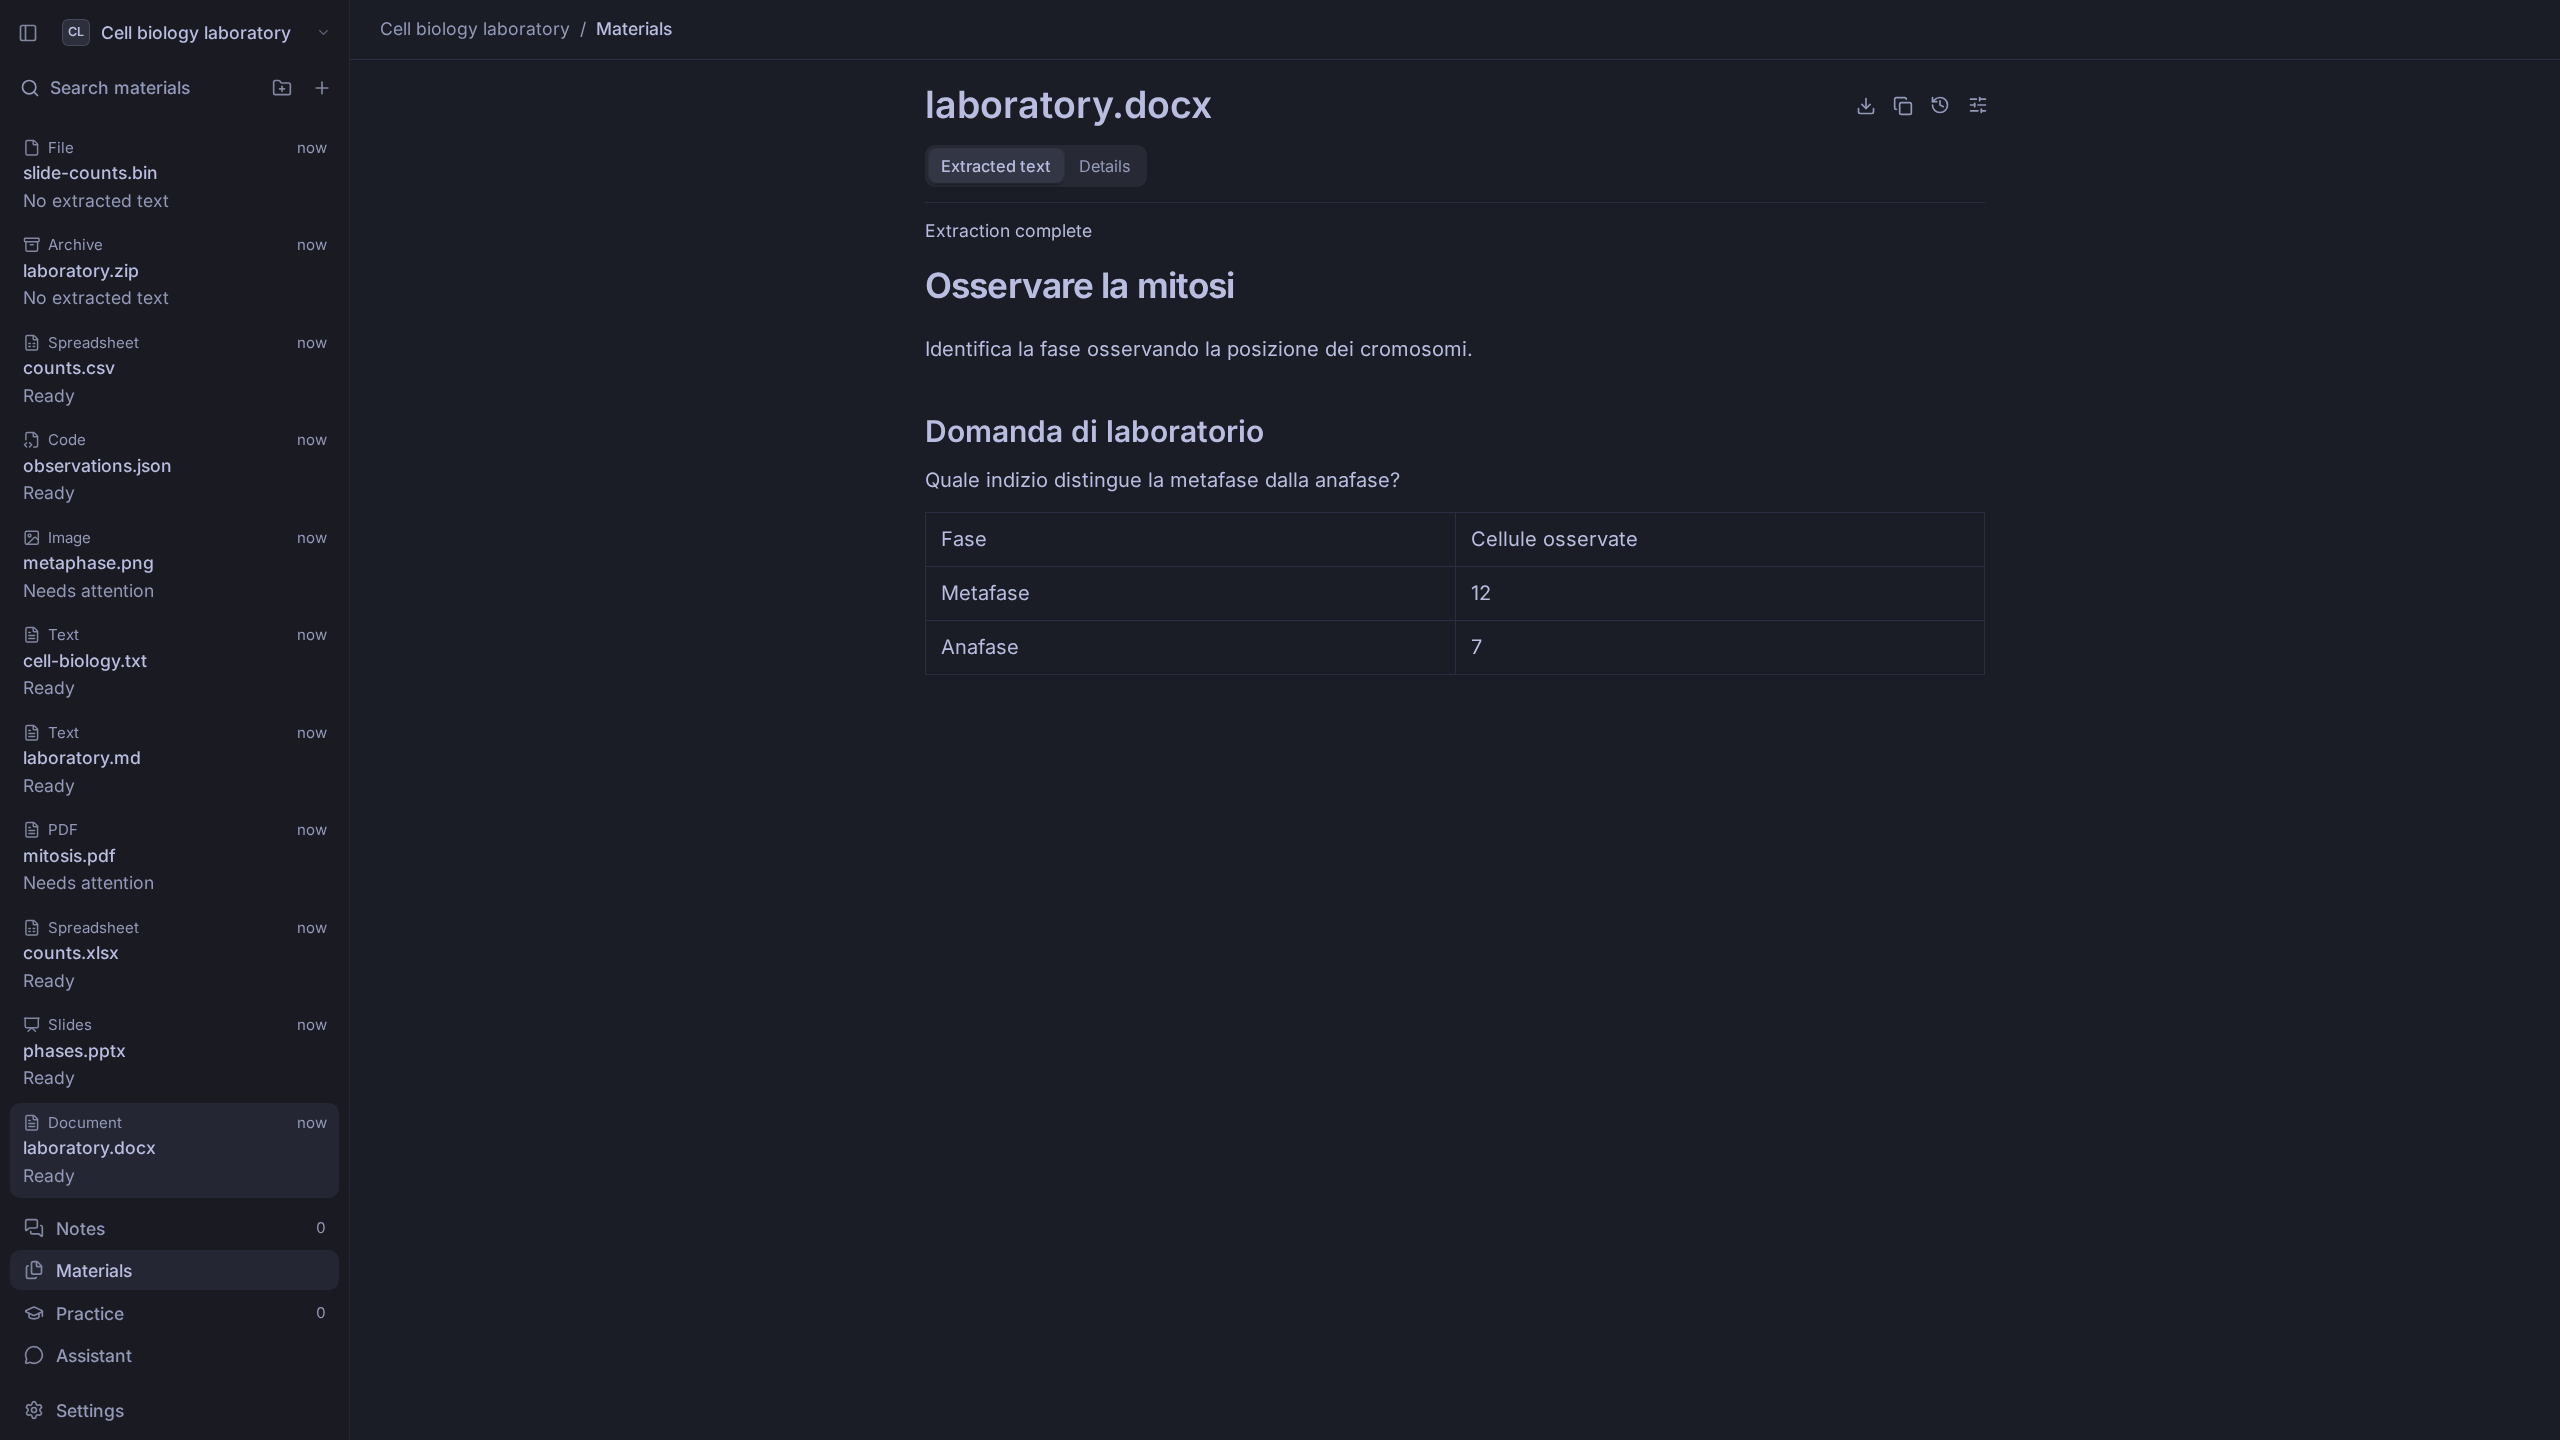 CL Cell biology laboratory
Search materials
File now
slide-counts.bin
No extracted text
Archive now
laboratory.zip
No extracted text
Spreadsheet now
counts.csv
Ready
Code now
observations.json
Ready
Image now
metaphase.png
Needs attention
Text now
cell-biology.txt
Ready
Text now
laboratory.md
Ready
PDF now
mitosis.pdf
Needs attention
Spreadsheet now
counts.xlsx
Ready
Slides now
phases.pptx
Ready
Document now
laboratory.docx
Ready
Notes 0
Materials
Practice 0
Assistant
Settings
Cell biology laboratory / Materials
laboratory.docx
Extracted text Details
Extraction complete
Osservare la mitosi
Identifica la fase osservando la posizione dei cromosomi.
Domanda di laboratorio
Quale indizio distingue la metafase dalla anafase?
Fase Cellule osservate
Metafase 12
Anafase 7